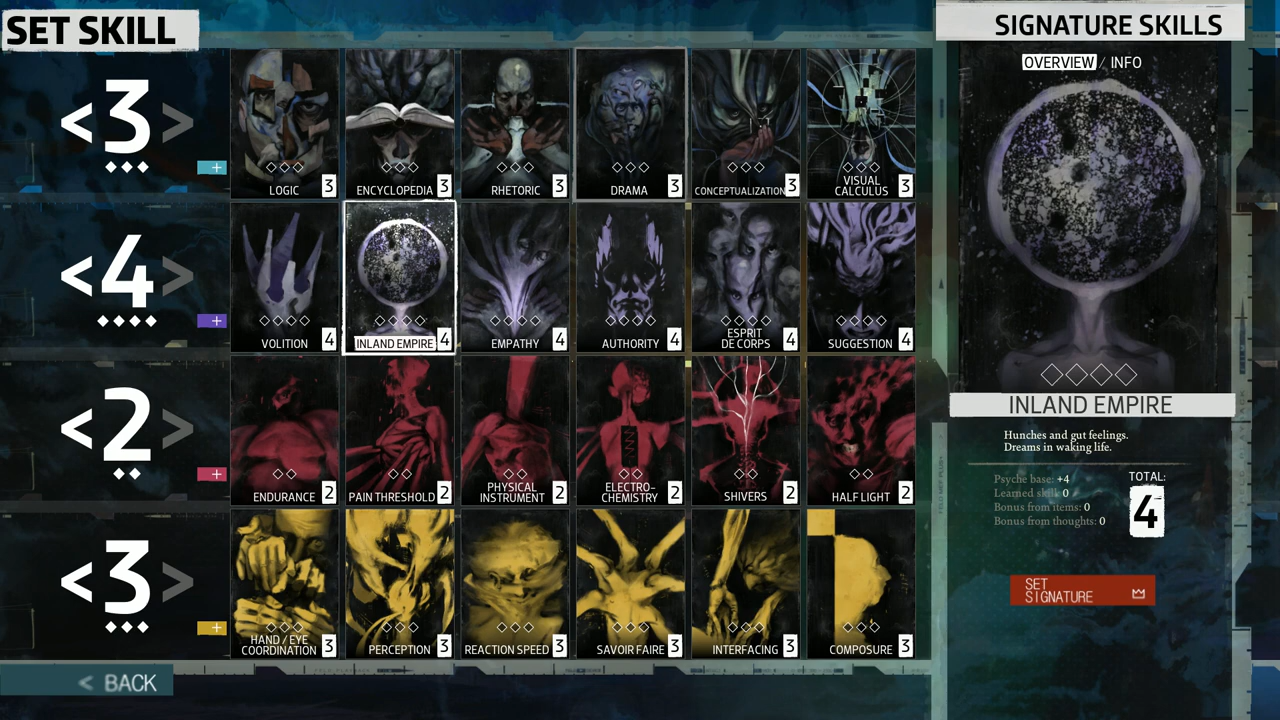 SET SKILL
SIGNATURE SKILLS
OVERVIEW / INFO
<3>
LOGIC 3
ENCYCLOPEDIA 3
RHETORIC 3
DRAMA 3
CONCEPTUALIZATION 3
VISUAL
CALCULUS 3
<4>
VOLITION 4
INLAND EMPIRE 4
EMPATHY 4
AUTHORITY 4
ESPRIT
DE CORPS 4
SUGGESTION 4
<2>
ENDURANCE 2
PAIN THRESHOLD 2
PHYSICAL
INSTRUMENT 2
ELECTRO-
CHEMISTRY 2
SHIVERS 2
HALF LIGHT 2
<3>
HAND / EYE
COORDINATION 3
PERCEPTION 3
REACTION SPEED 3
SAVOIR FAIRE 3
INTERFACING 3
COMPOSURE 3
INLAND EMPIRE
Hunches and gut feelings.
Dreams in waking life.
Psyche base: +4
Learned skill: 0
Bonus from items: 0
Bonus from thoughts: 0
TOTAL:
4
SET
SIGNATURE
< BACK